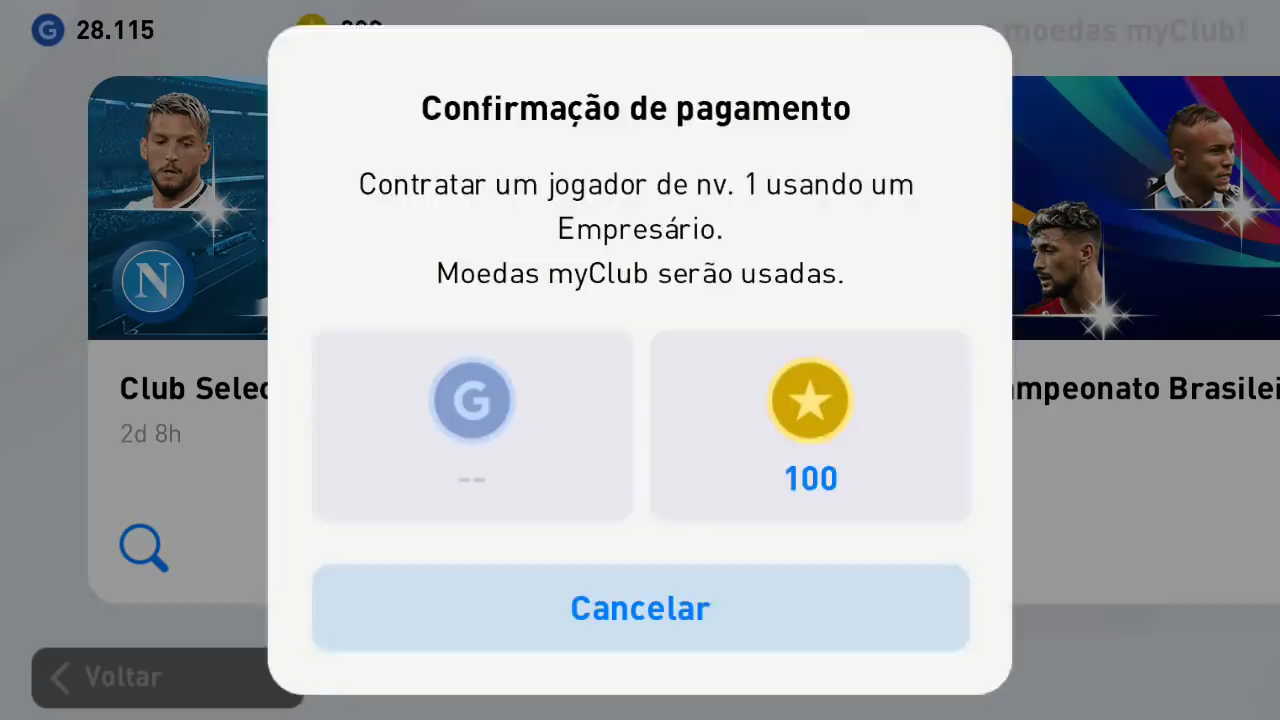 28.115
moedas myClub!
Confirmação de pagamento
Contratar um jogador de nv. 1 usando um
Empresário.
Moedas myClub serão usadas.
G
--
100
Cancelar
N
Club Selec
2d 8h
mpeonato Brasilei
Voltar